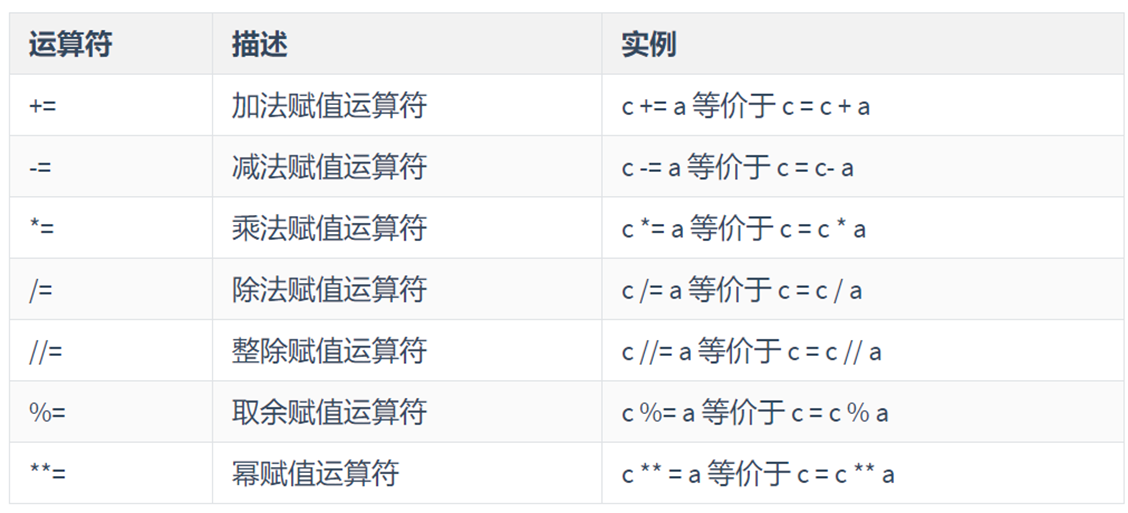 运算符 描述 实例
+= 加法赋值运算符 c += a 等价于 c = c + a
-= 减法赋值运算符 c -= a 等价于 c = c- a
*= 乘法赋值运算符 c *= a 等价于 c = c * a
/= 除法赋值运算符 c /= a 等价于 c = c / a
//= 整除赋值运算符 c //= a 等价于 c = c // a
%= 取余赋值运算符 c %= a 等价于 c = c % a
**= 幂赋值运算符 c ** = a 等价于 c = c ** a